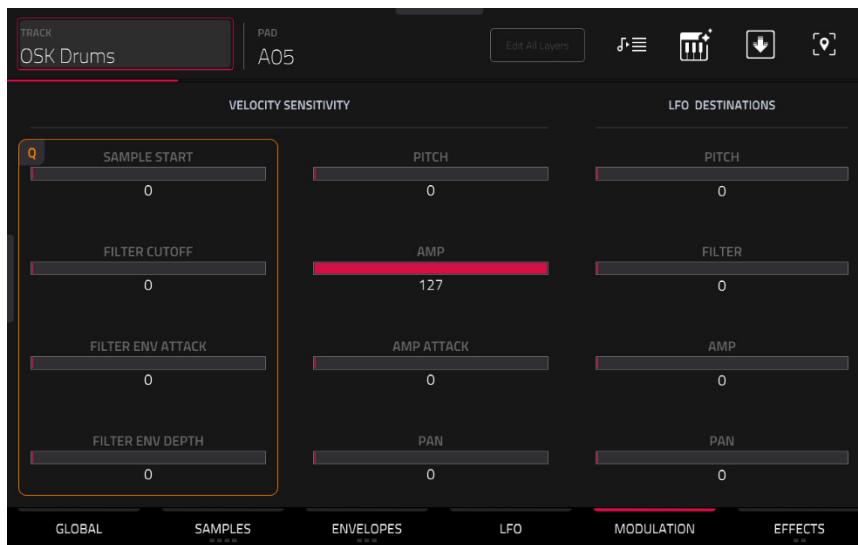 TRACK
OSK Drums
PAD
A05
Edit All Layers
VELOCITY SENSITIVITY
LFO DESTINATIONS
Q
SAMPLE START
0
PITCH
0
PITCH
0
FILTER CUTOFF
0
AMP
127
FILTER
0
FILTER ENV ATTACK
0
AMP ATTACK
0
AMP
0
FILTER ENV DEPTH
0
PAN
0
PAN
0
GLOBAL
SAMPLES
ENVELOPES
LFO
MODULATION
EFFECTS